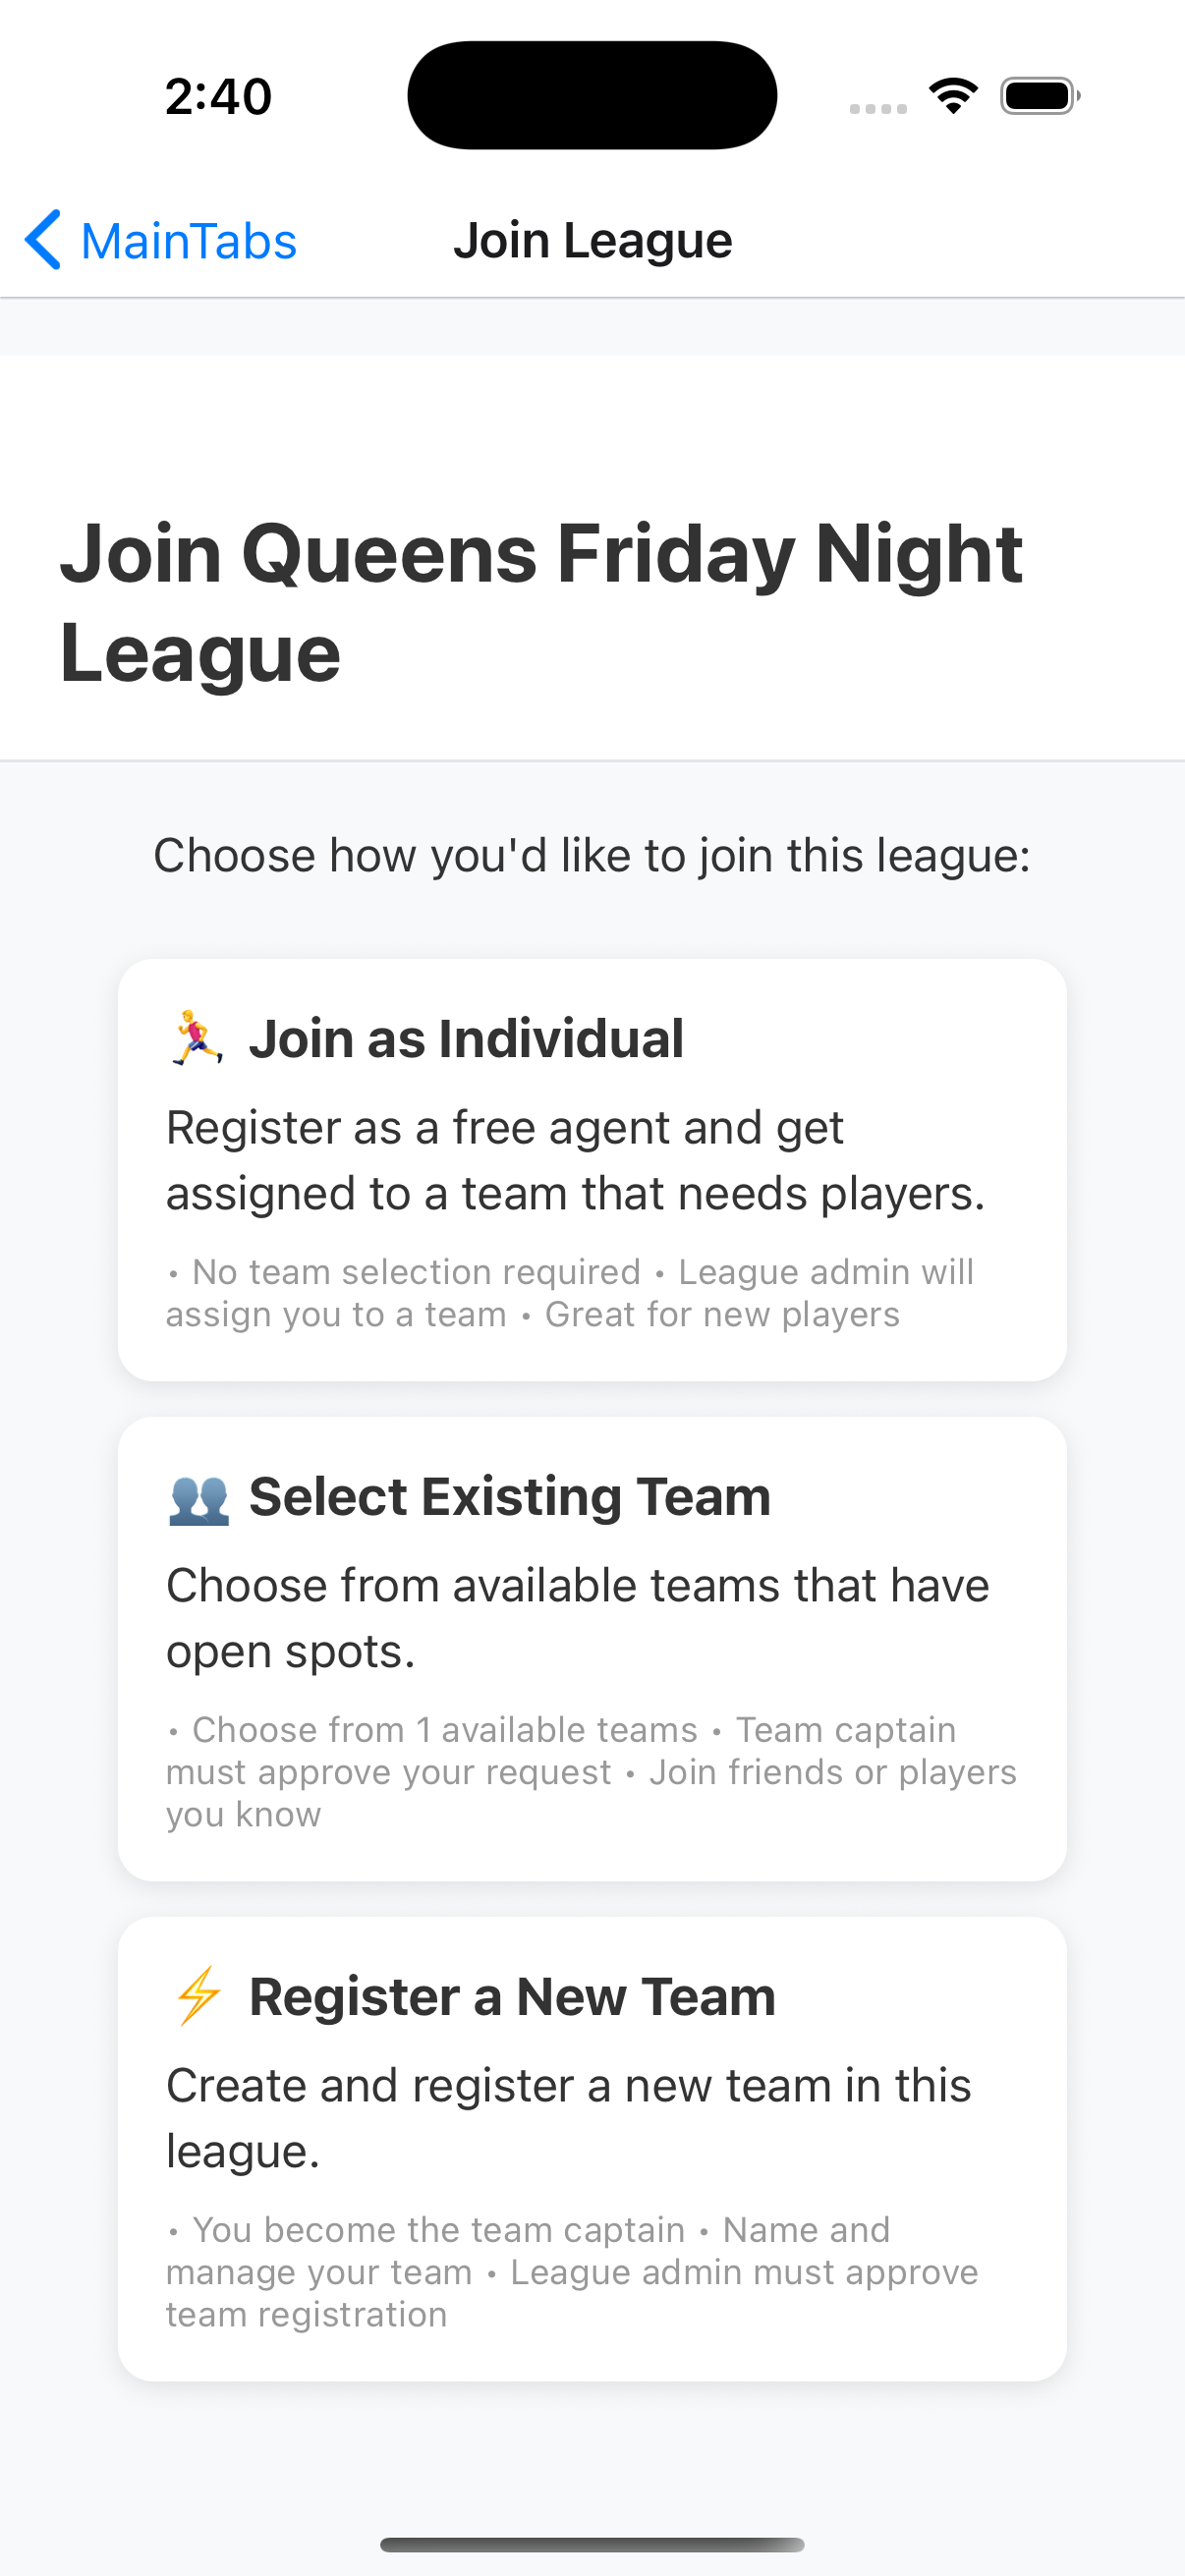 2:40
MainTabs
Join League
Join Queens Friday Night
League
Choose how you'd like to join this league:
Join as Individual
Register as a free agent and get
assigned to a team that needs players.
• No team selection required • League admin will
assign you to a team • Great for new players
Select Existing Team
Choose from available teams that have
open spots.
• Choose from 1 available teams • Team captain
must approve your request • Join friends or players
you know
Register a New Team
Create and register a new team in this
league.
• You become the team captain • Name and
manage your team • League admin must approve
team registration